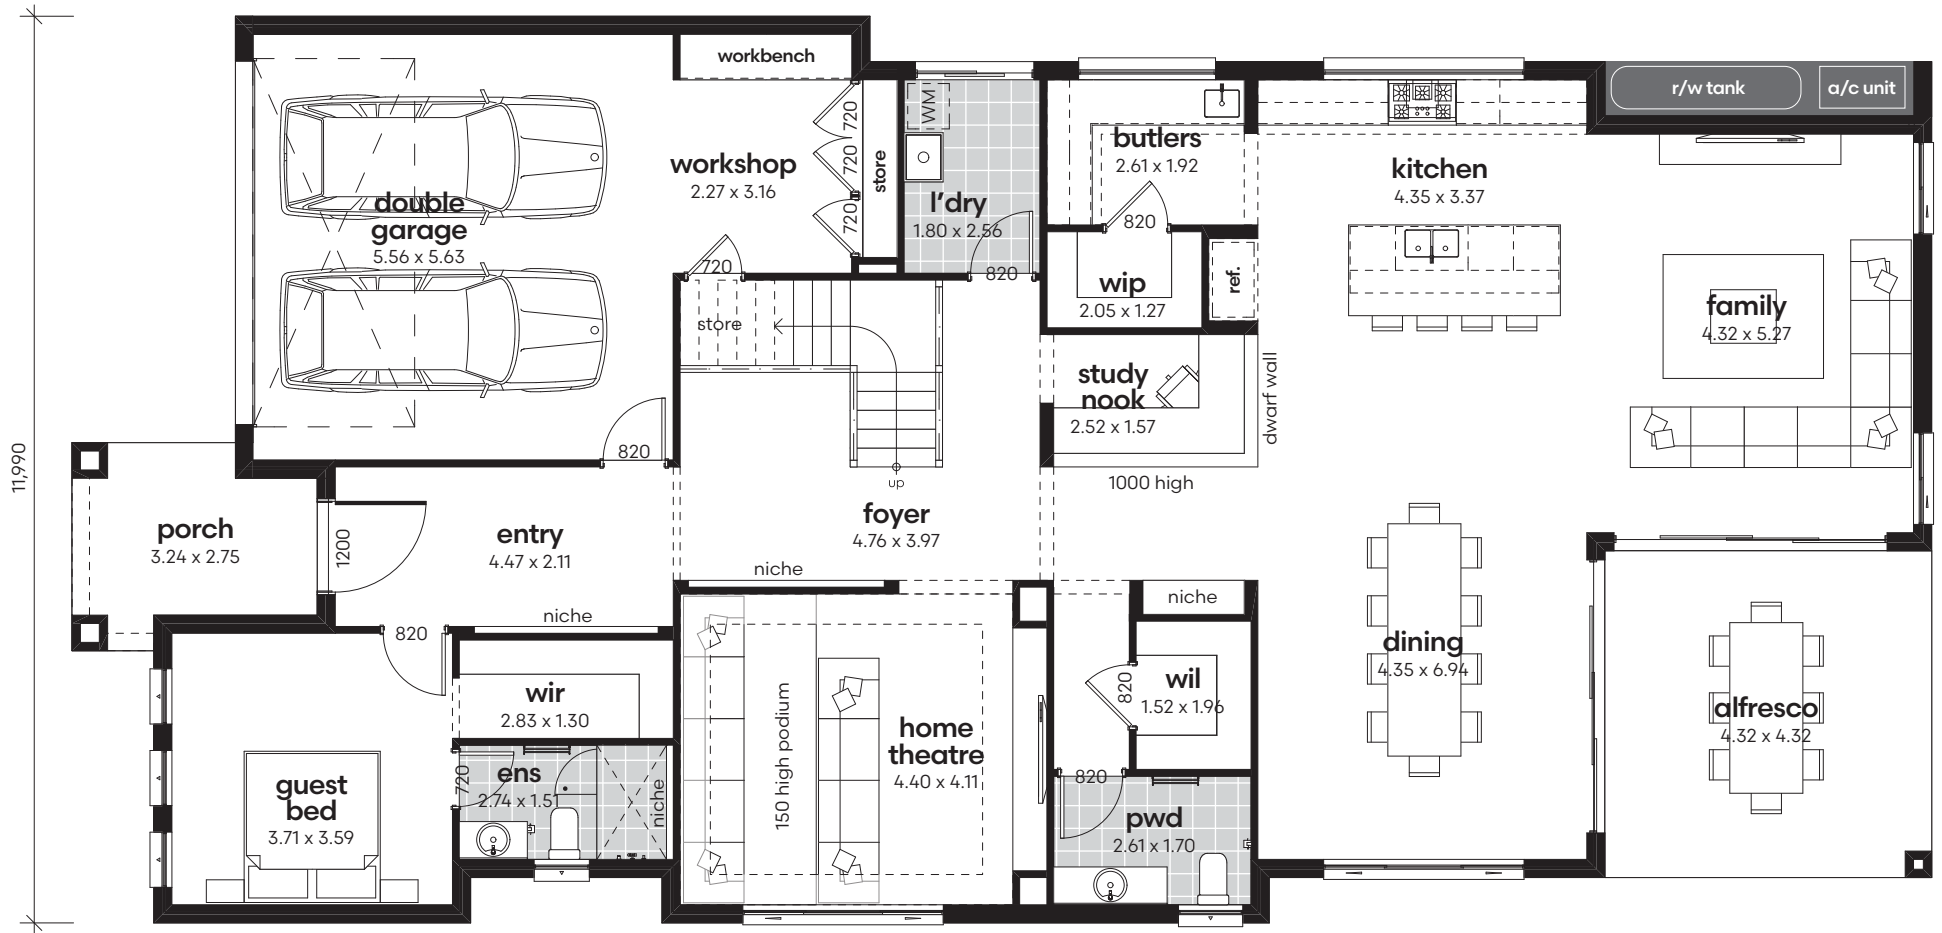 workbench
r/w tank
a/c unit
WM
720
720
720
store
butlers
2.61 x 1.92
workshop
2.27 x 3.16
kitchen
4.35 x 3.37
double
garage
5.56 x 5.63
l'dry
1.80 x 2.56
820
720
820
wip
2.05 x 1.27
ref.
family
4.32 x 5.27
store
study
nook
2.52 x 1.57
dwarf wall
1000 high
820
11,990
up
foyer
4.76 x 3.97
porch
3.24 x 2.75
1200
entry
4.47 x 2.11
niche
niche
niche
820
dining
4.35 x 6.94
wir
2.83 x 1.30
820
wil
1.52 x 1.96
alfresco
4.32 x 4.32
150 high podium
home
theatre
4.40 x 4.11
720
ens
2.74 x 1.51
niche
820
guest
bed
3.71 x 3.59
pwd
2.61 x 1.70